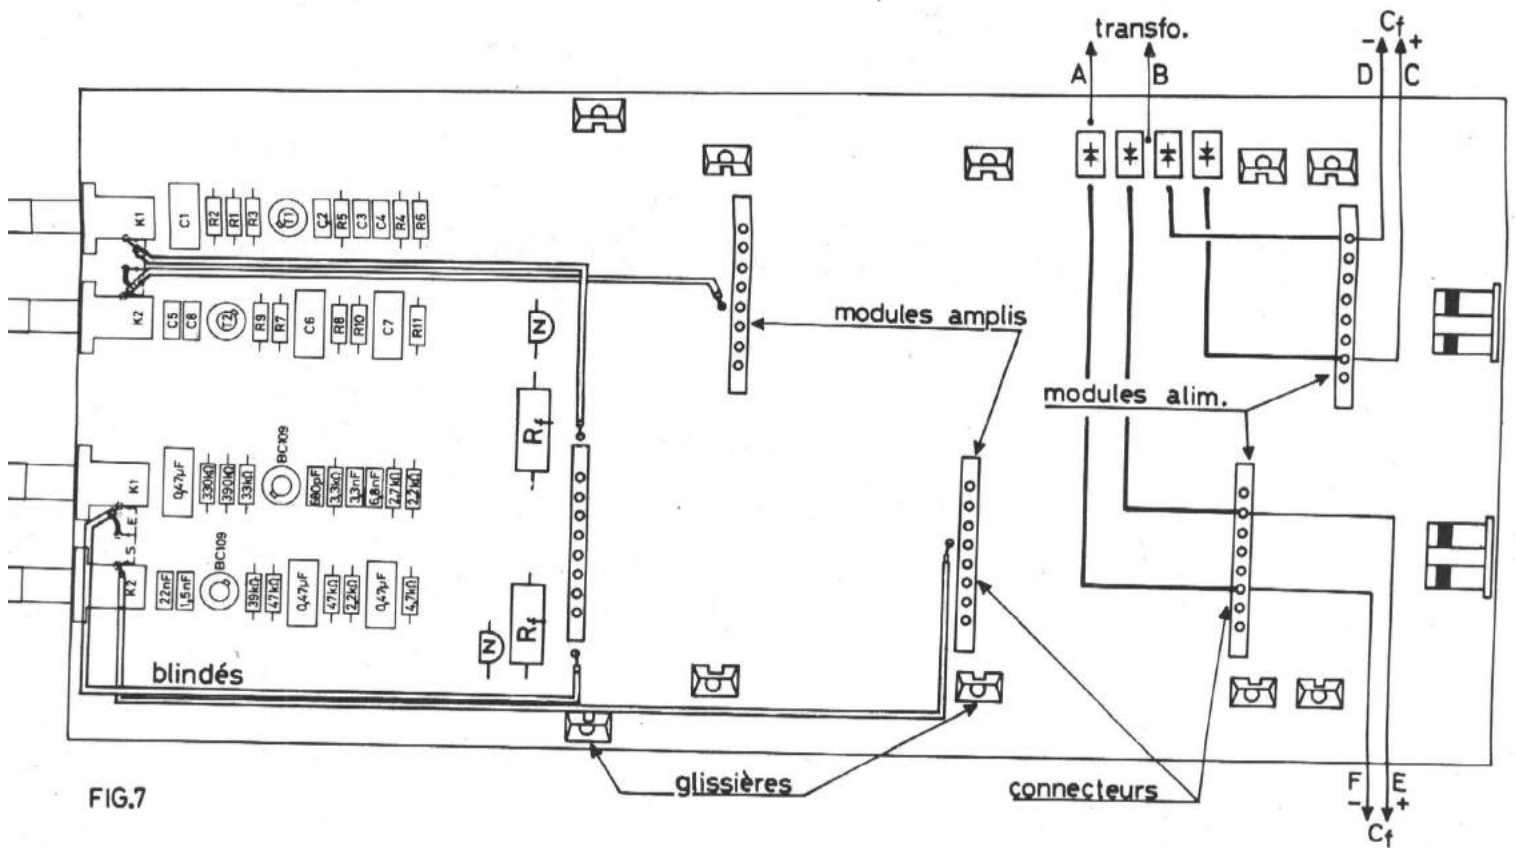 transfo.
Cf
- +
A B D C
K1 C1 R2 R1 R3 T1 C2 R5 C3 C4 R4 R6
K2 C5 C8 T2 R9 R7 C6 R8 R10 C7 R11
N
modules amplis
modules alim.
Rf
BC109
K1 0,47µF 330kΩ 390kΩ 33kΩ 680pF 3,3kΩ 3,3nF 6,8nF 2,7kΩ 2,2kΩ
E
S
BC109
K2 22nF 1,5nF 39kΩ 47kΩ 0,47µF 47kΩ 2,2kΩ 0,47µF 4,7kΩ
Rf
N
blindés
glissières
connecteurs
F E
- +
Cf
FIG.7